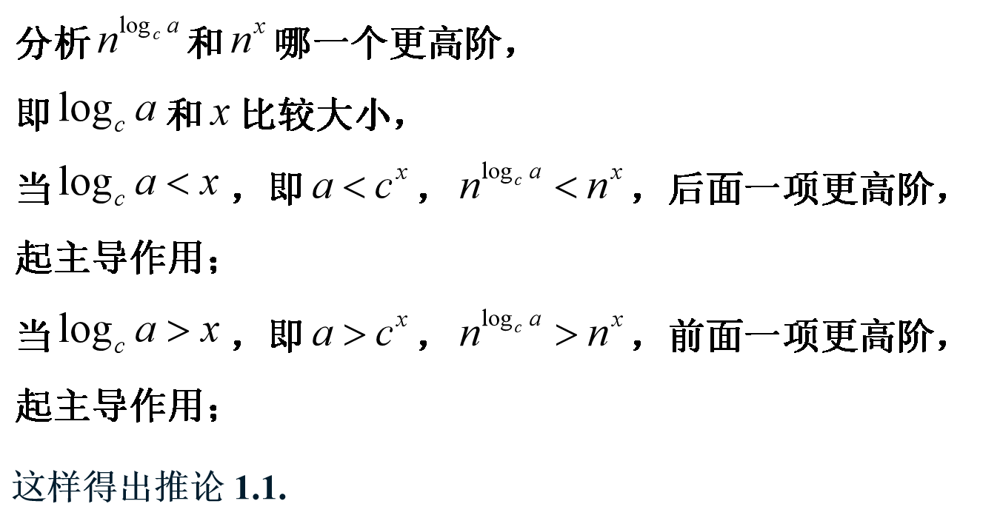 分析 $n^{\log_c a}$ 和 $n^x$ 哪一个更高阶，
即 $\log_c a$ 和 $x$ 比较大小，
当 $\log_c a < x$，即 $a < c^x$，$n^{\log_c a} < n^x$，后面一项更高阶，
起主导作用；
当 $\log_c a > x$，即 $a > c^x$，$n^{\log_c a} > n^x$，前面一项更高阶，
起主导作用；
这样得出推论 1.1.